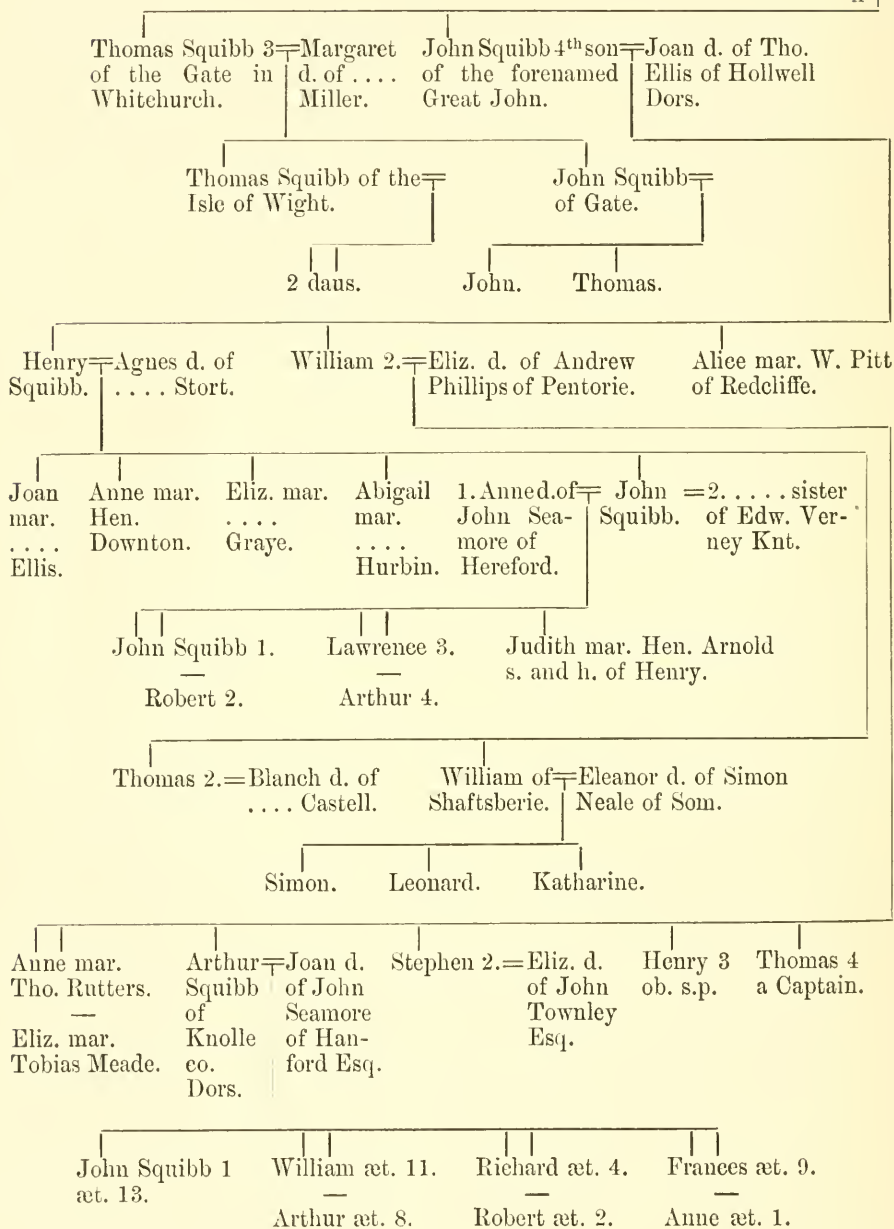 Thomas Squibb 3=Margaret
of the Gate in
Whitchurch.
d. of ....
Miller.
John Squibb 4th son=Joan d. of Tho.
of the forenamed
Great John.
Ellis of Hollwell
Dors.
Thomas Squibb of the=
Isle of Wight.
John Squibb=
of Gate.
2 daus.
John.
Thomas.
Henry=Agnes d. of
Squibb.
.... Stort.
William 2.=Eliz. d. of Andrew
Phillips of Pentorie.
Alice mar. W. Pitt
of Redcliffe.
Joan
mar.
....
Ellis.
Anne mar.
Hen.
Downton.
Eliz. mar.
....
Graye.
Abigail
mar.
....
Hurbin.
1. Anne d. of=
John Sea-
more of
Hereford.
John
Squibb.
=2. .... sister
of Edw. Ver-
ney Knt.
John Squibb 1.
—
Robert 2.
Lawrence 3.
—
Arthur 4.
Judith mar. Hen. Arnold
s. and h. of Henry.
Thomas 2.=Blanch d. of
.... Castell.
William of=Eleanor d. of Simon
Shaftsberie.
Neale of Som.
Simon.
Leonard.
Katharine.
Anne mar.
Tho. Rutters.
—
Eliz. mar.
Tobias Meade.
Arthur=Joan d.
Squibb
of
Knolle
co.
Dors.
of John
Seamore
of Han-
ford Esq.
Stephen 2.=Eliz. d.
of John
Townley
Esq.
Henry 3
ob. s.p.
Thomas 4
a Captain.
John Squibb 1
æt. 13.
William æt. 11.
—
Arthur æt. 8.
Richard æt. 4.
—
Robert æt. 2.
Frances æt. 9.
—
Anne æt. 1.